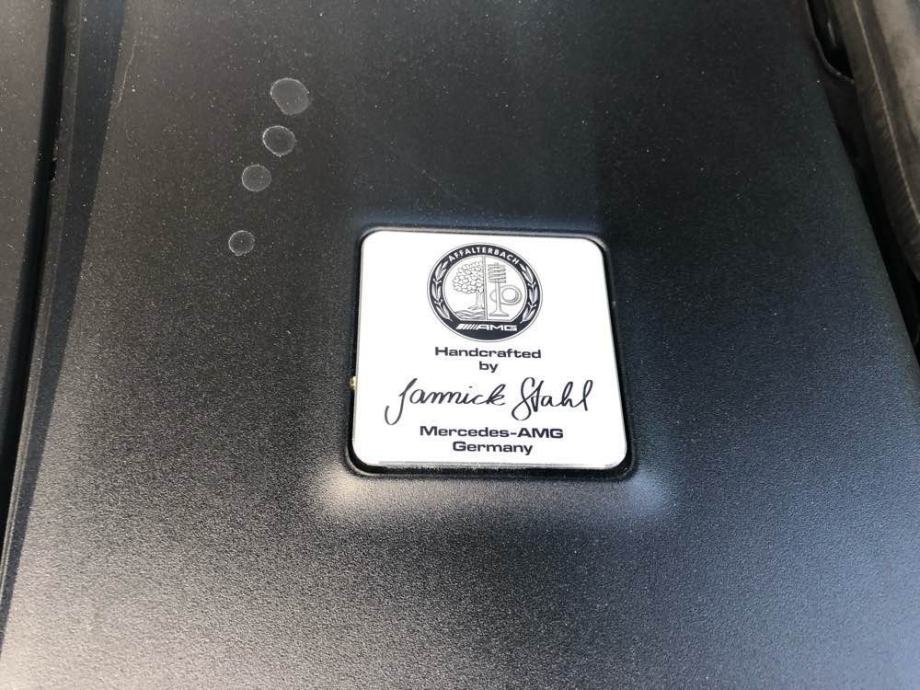 AFFALTERBACH
AMG
Handcrafted
by
Jannick Stahl
Mercedes-AMG
Germany